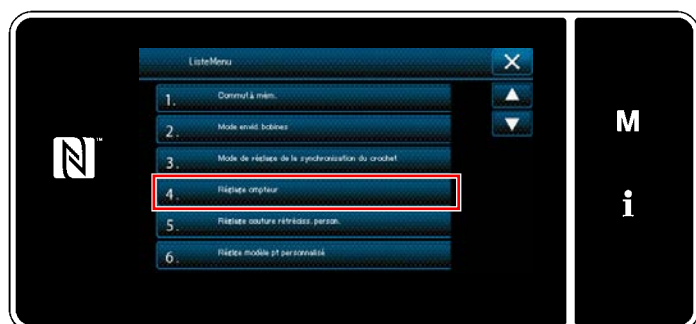 ListeMenu
1. Commut à mém.
2. Mode envid. bobines
3. Mode de réglage de la synchronisation du crochet
4. Réglage cmpteur
5. Réglage couture rétréciss. person.
6. Réglge modèle pt personnalisé
M
i